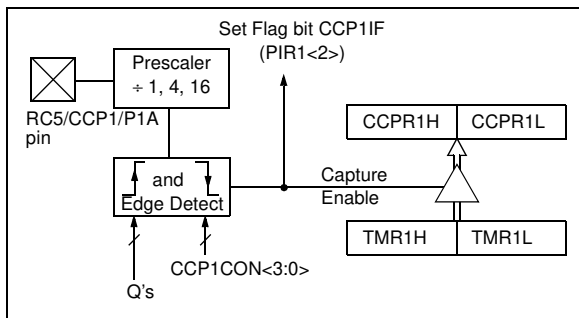 Set Flag bit CCP1IF
(PIR1<2>)
Prescaler
÷ 1, 4, 16
RC5/CCP1/P1A
pin
CCPR1H CCPR1L
and
Edge Detect
Capture
Enable
TMR1H TMR1L
CCP1CON<3:0>
Q's